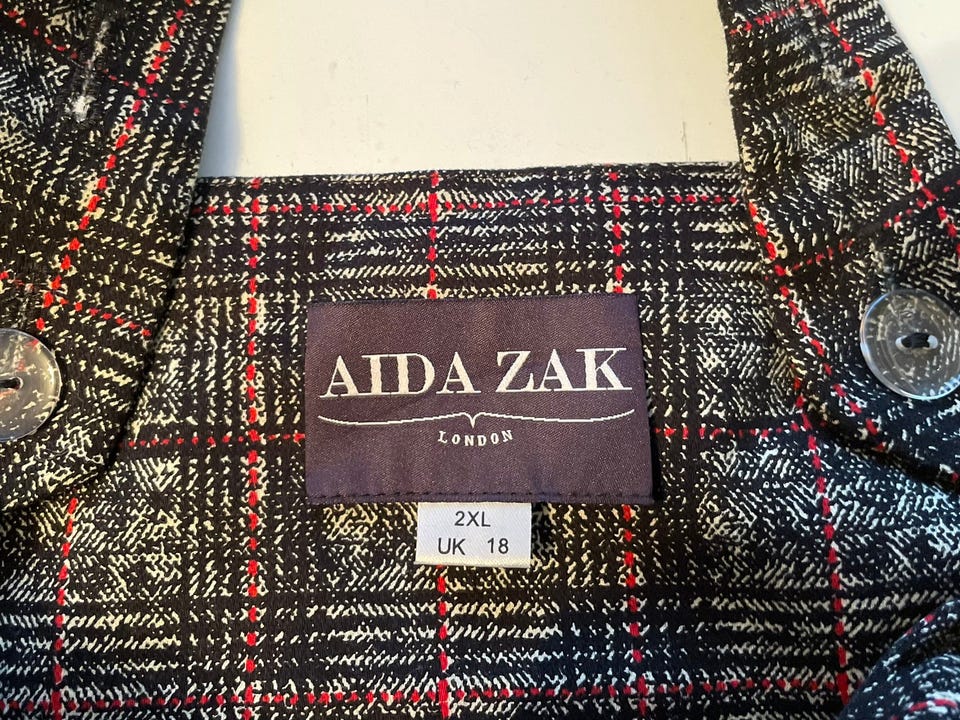 AIDA ZAK
LONDON
2XL
UK 18